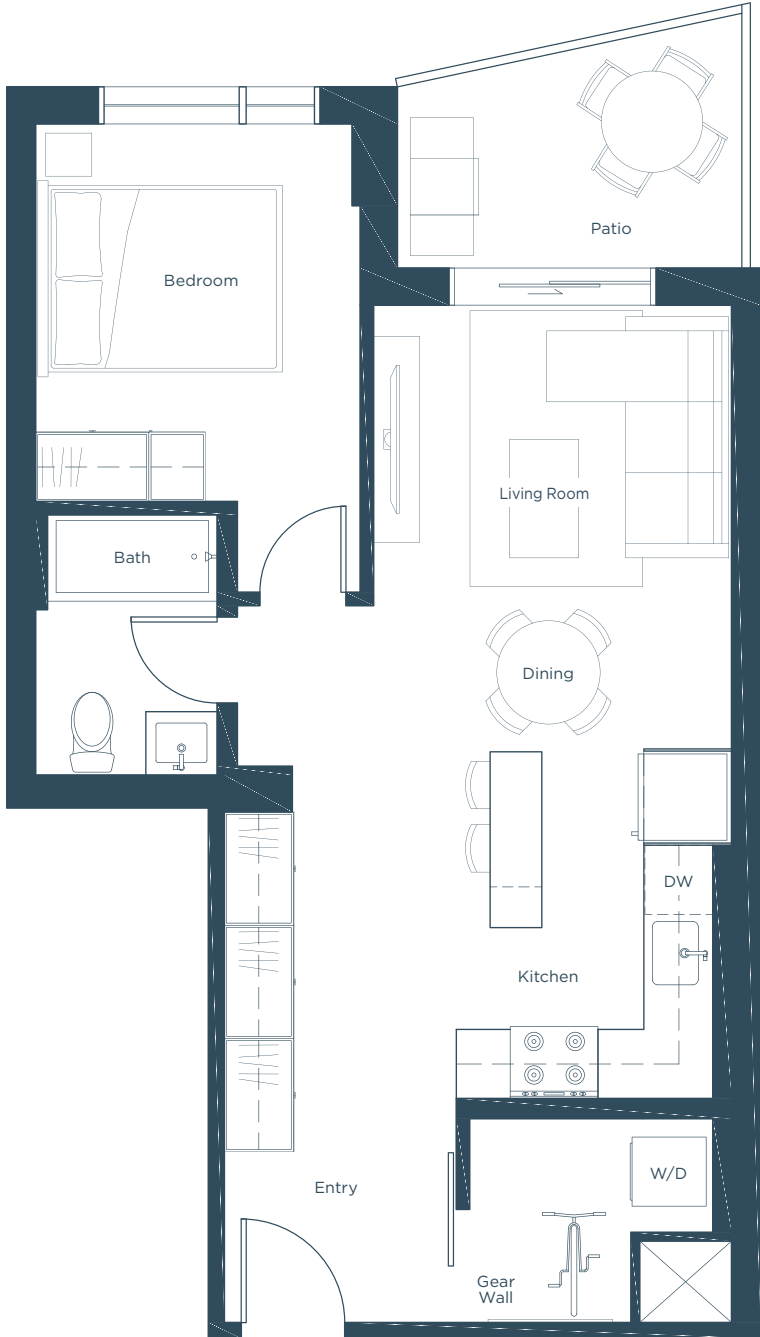 Patio
Bedroom
Living Room
Bath
Dining
DW
Kitchen
W/D
Entry
Gear
Wall